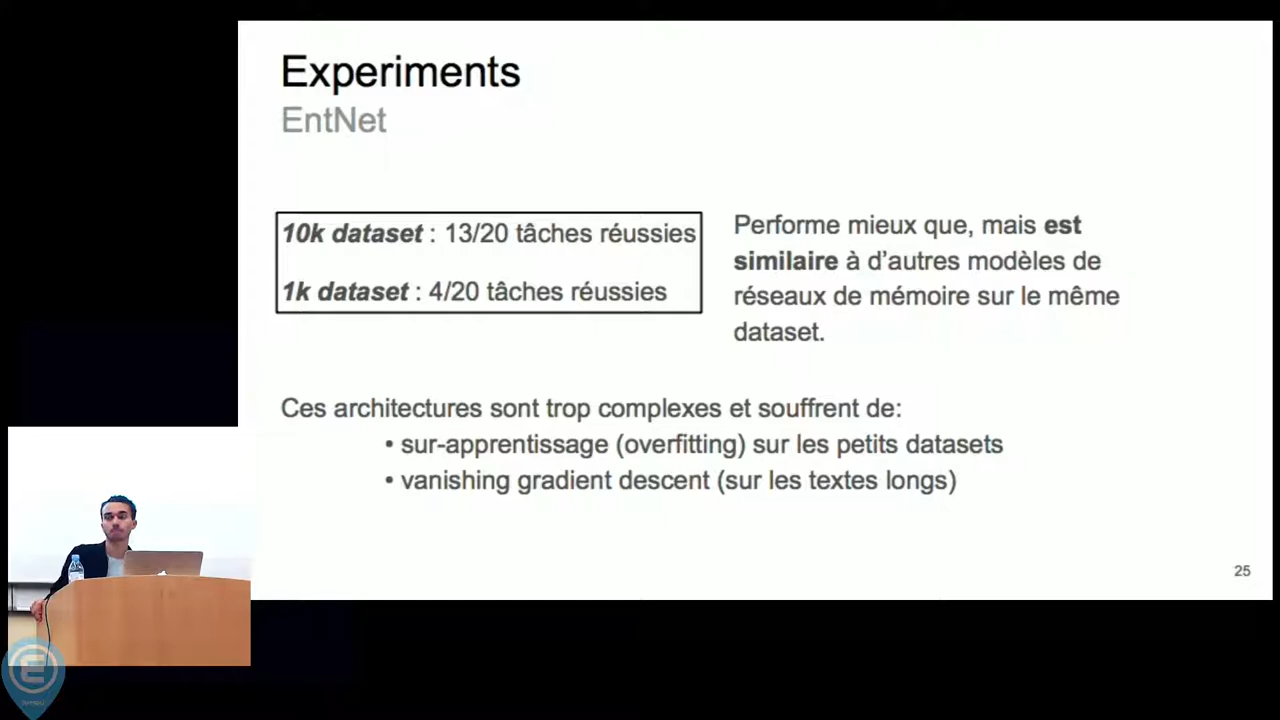 Experiments
EntNet
10k dataset : 13/20 tâches réussies
1k dataset : 4/20 tâches réussies
Performe mieux que, mais est
similaire à d'autres modèles de
réseaux de mémoire sur le même
dataset.
Ces architectures sont trop complexes et souffrent de:
• sur-apprentissage (overfitting) sur les petits datasets
• vanishing gradient descent (sur les textes longs)
25